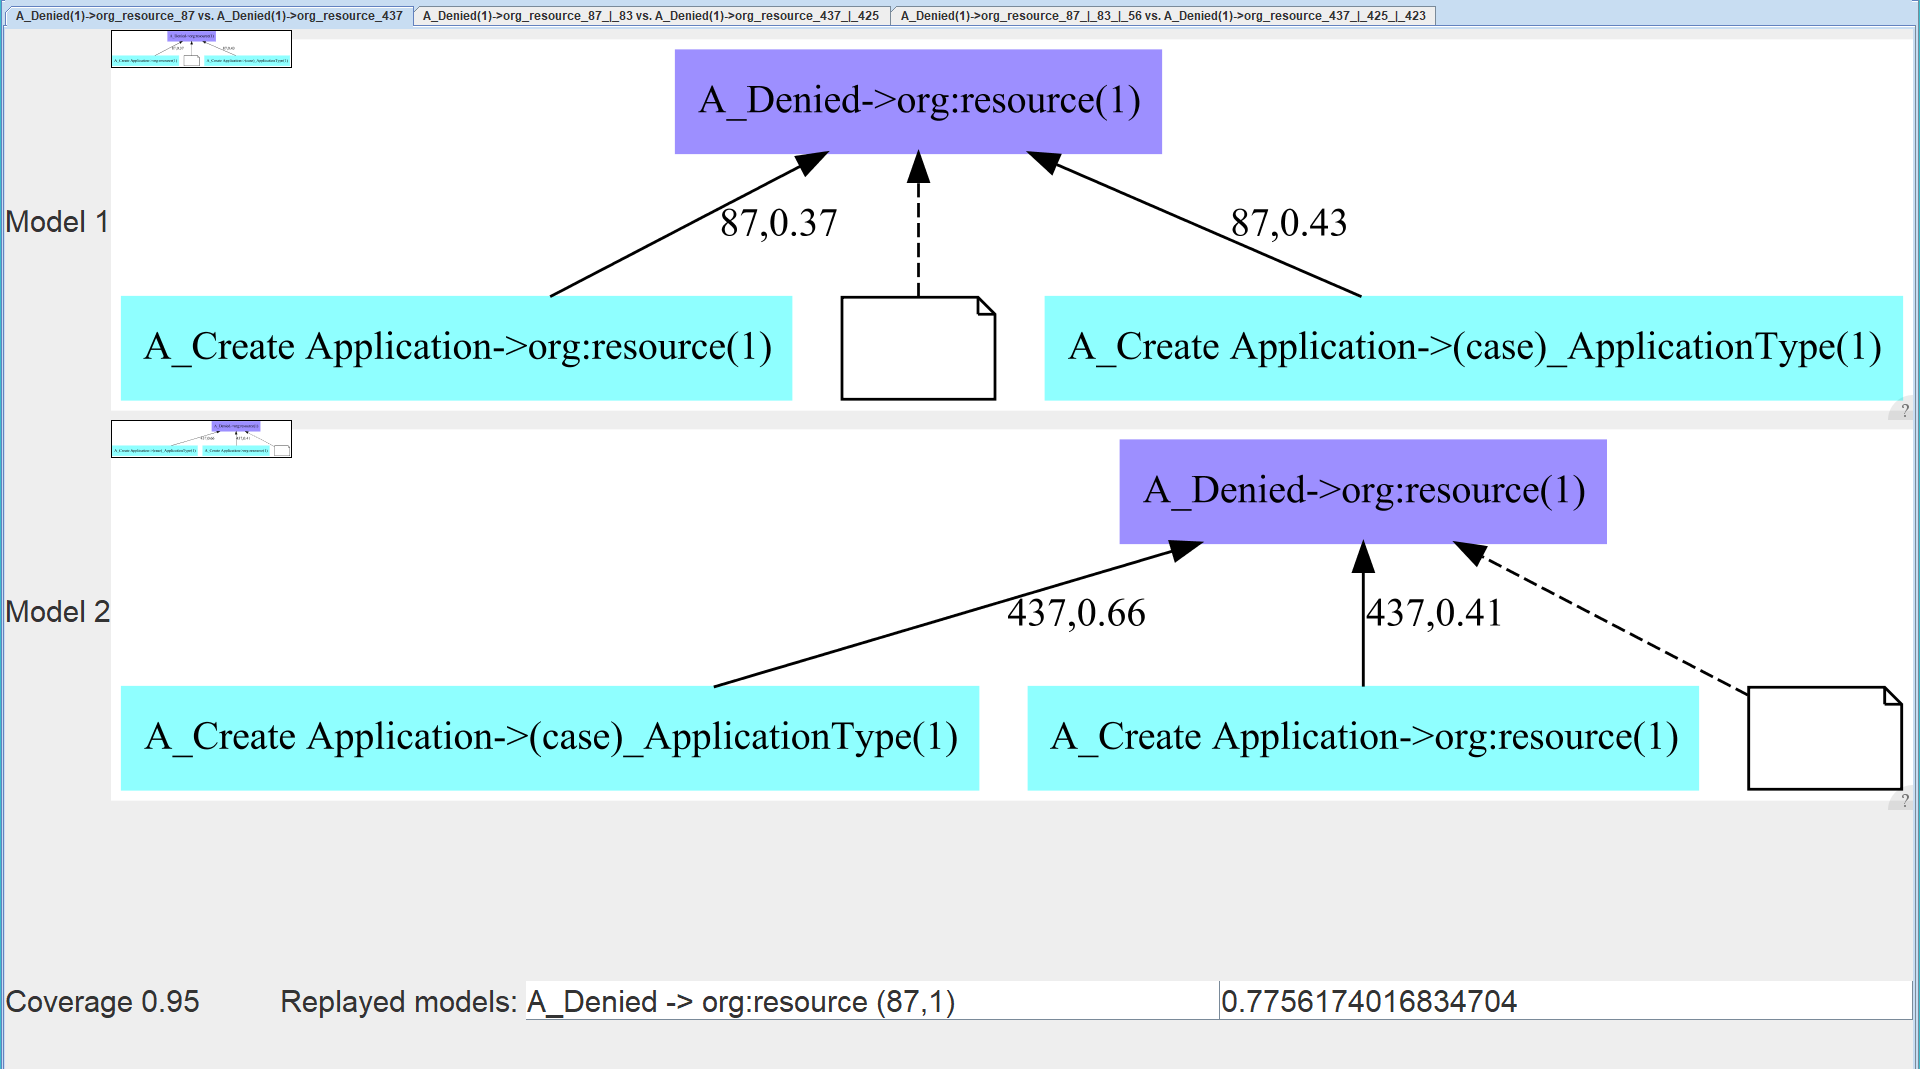 A_Denied(1)->org_resource_87 vs. A_Denied(1)->org_resource_437
A_Denied(1)->org_resource_87_|_83 vs. A_Denied(1)->org_resource_437_|_425
A_Denied(1)->org_resource_87_|_83_|_56 vs. A_Denied(1)->org_resource_437_|_425_|_423
Model 1
A_Denied->org:resource(1)
87,0.37
87,0.43
A_Create Application->org:resource(1)
A_Create Application->(case)_ApplicationType(1)
?
Model 2
A_Denied->org:resource(1)
437,0.66
437,0.41
A_Create Application->(case)_ApplicationType(1)
A_Create Application->org:resource(1)
?
Coverage 0.95
Replayed models:
A_Denied -> org:resource (87,1)
0.7756174016834704